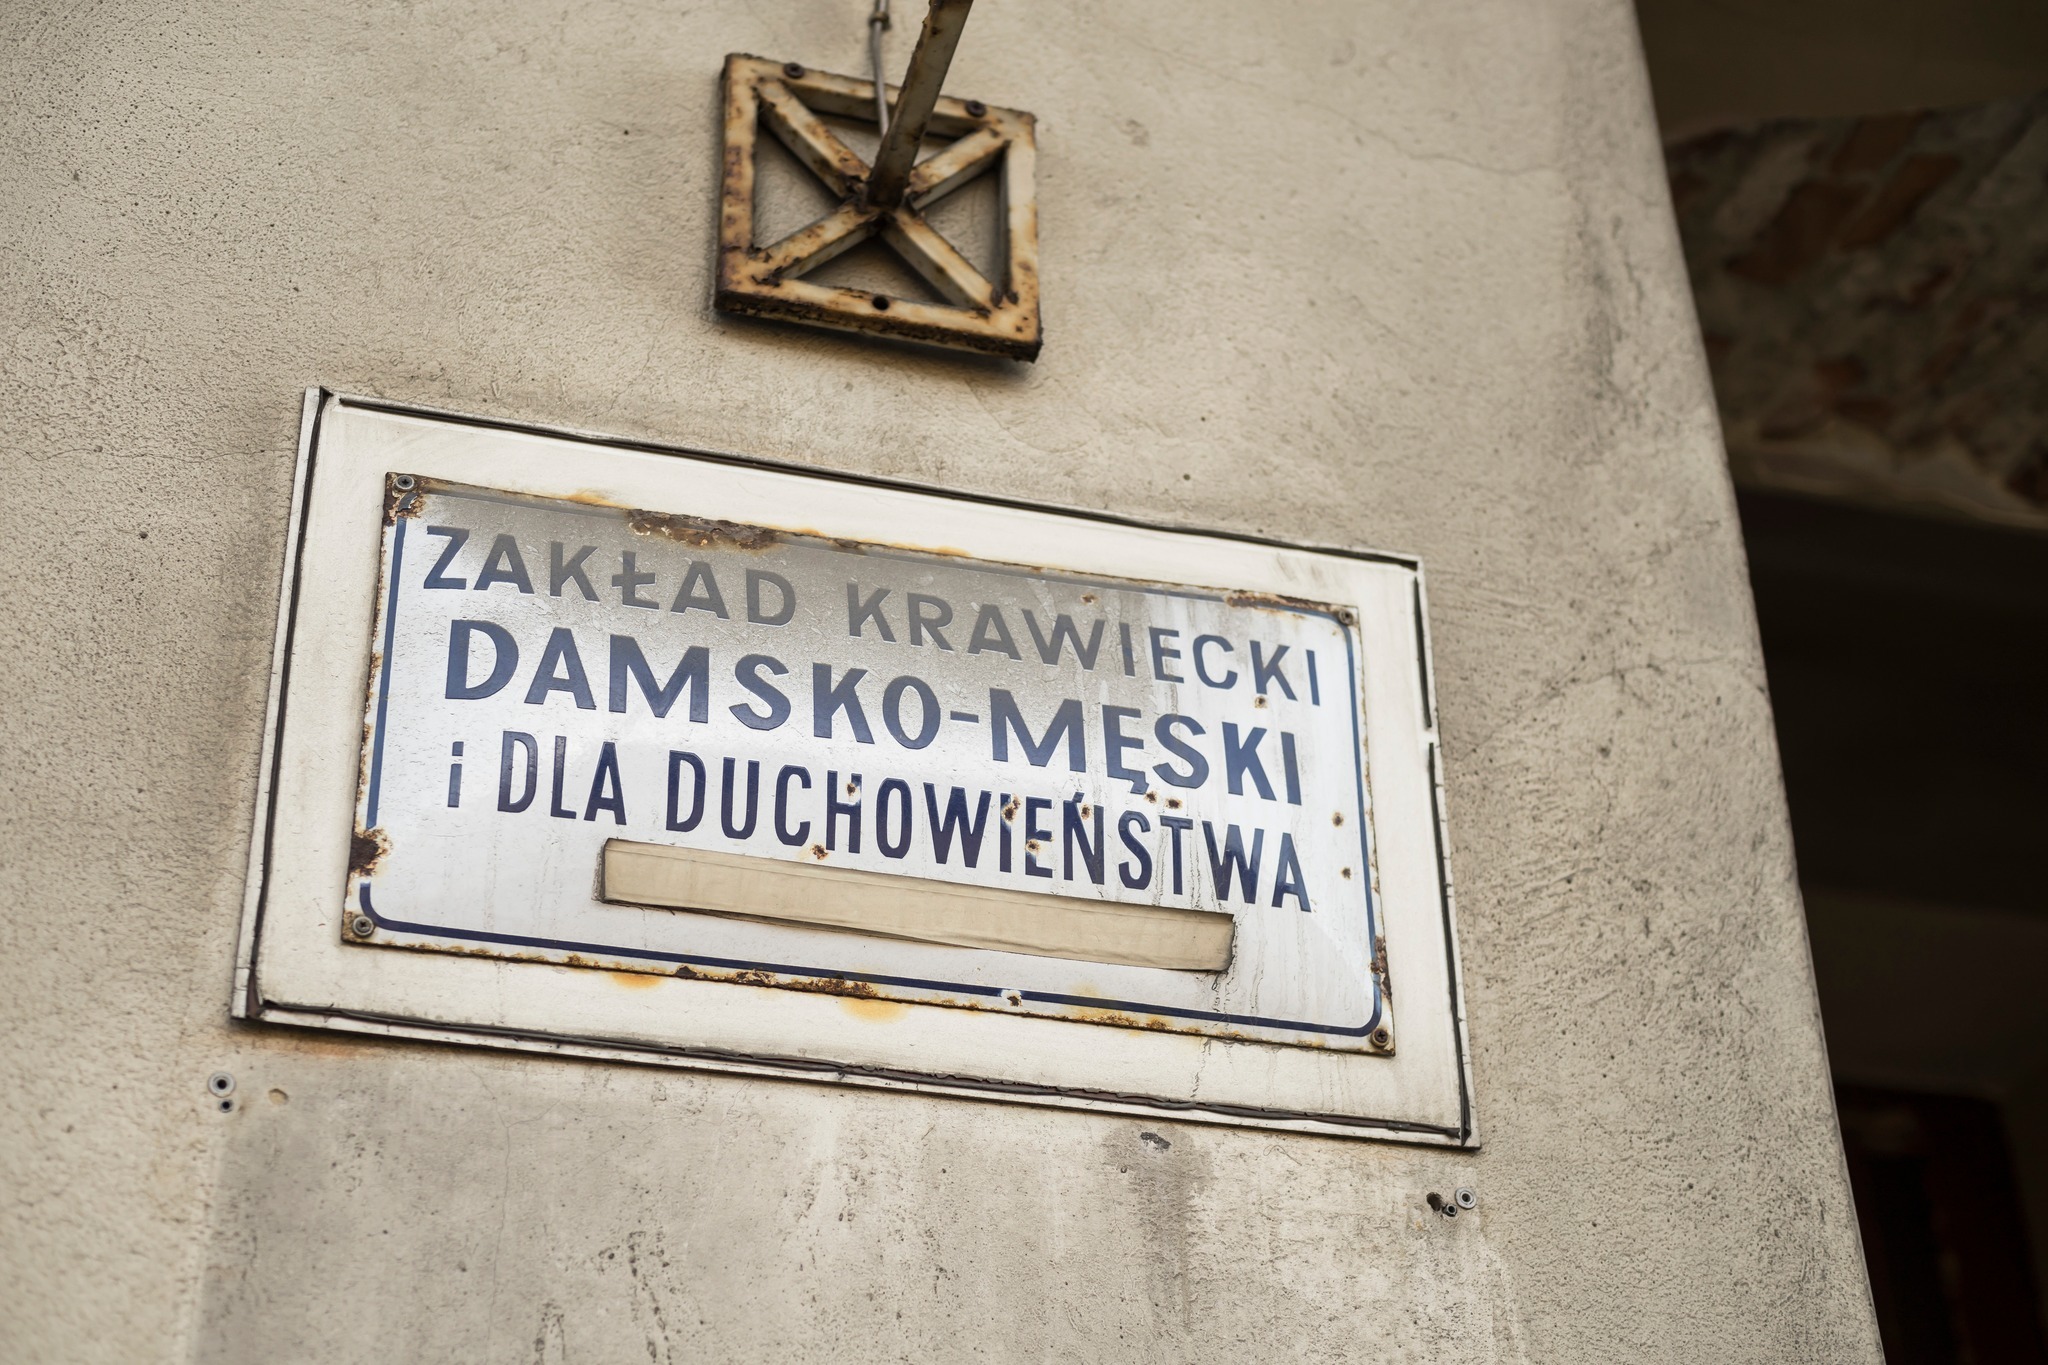 ZAKŁAD KRAWIECKI
DAMSKO-MĘSKI
i DLA DUCHOWIEŃSTWA